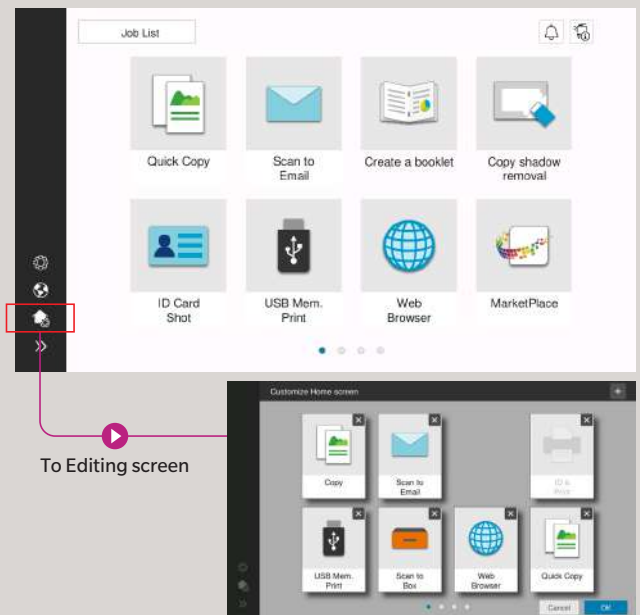 Job List
Quick Copy
Scan to
Email
Create a booklet
Copy shadow
removal
ID Card
Shot
USB Mem.
Print
Web
Browser
MarketPlace
To Editing screen
Customize Home screen
Copy
Scan to
Email
ID &
Print
USB Mem.
Print
Scan to
Box
Web
Browser
Quick Copy
Cancel
OK